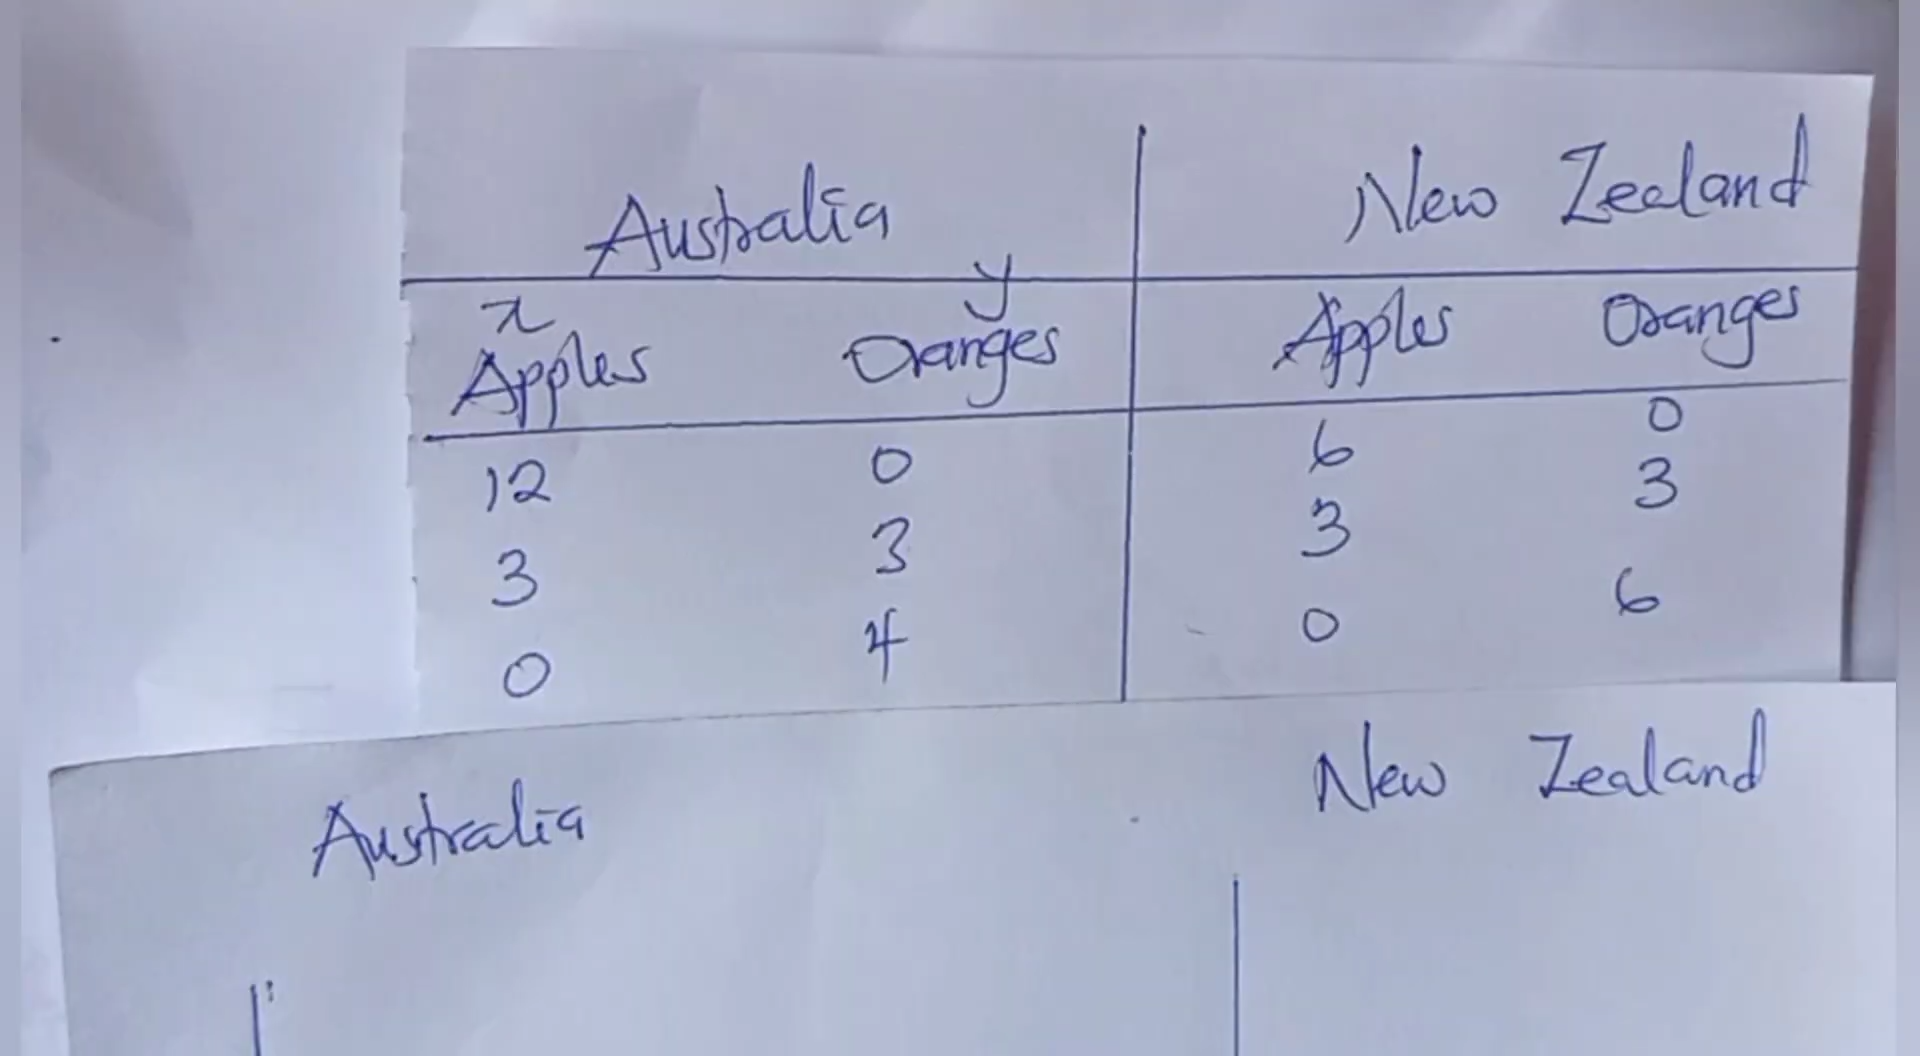 Australia New Zealand
x y
Apples Oranges Apples Oranges
12 0 6 0
3 3 3 3
0 4 0 6
Australia New Zealand